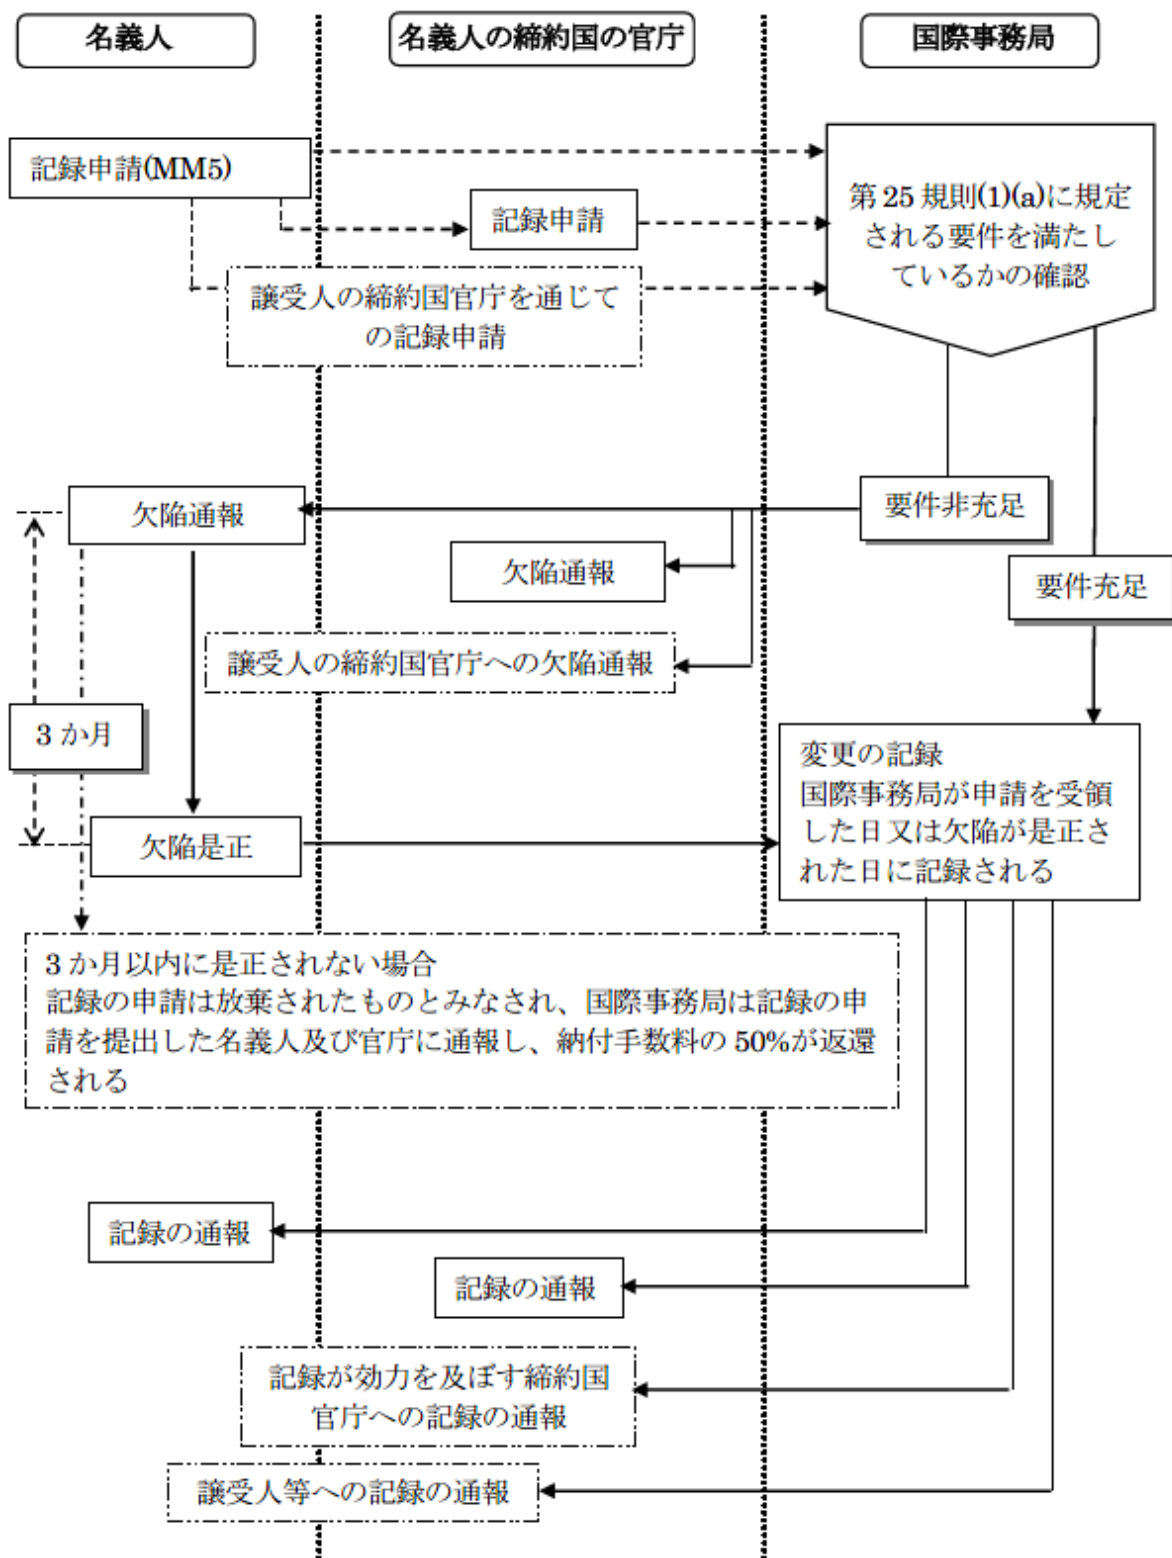 名義人
名義人の締約国の官庁
国際事務局
記録申請(MM5)
記録申請
譲受人の締約国官庁を通じて
の記録申請
第 25 規則(1)(a)に規定
される要件を満たし
ているかの確認
要件非充足
要件充足
欠陥通報
欠陥通報
譲受人の締約国官庁への欠陥通報
3 か月
欠陥是正
変更の記録
国際事務局が申請を受領
した日又は欠陥が是正さ
れた日に記録される
3 か月以内に是正されない場合
記録の申請は放棄されたものとみなされ、国際事務局は記録の申
請を提出した名義人及び官庁に通報し、納付手数料の 50%が返還
される
記録の通報
記録の通報
記録が効力を及ぼす締約国
官庁への記録の通報
譲受人等への記録の通報